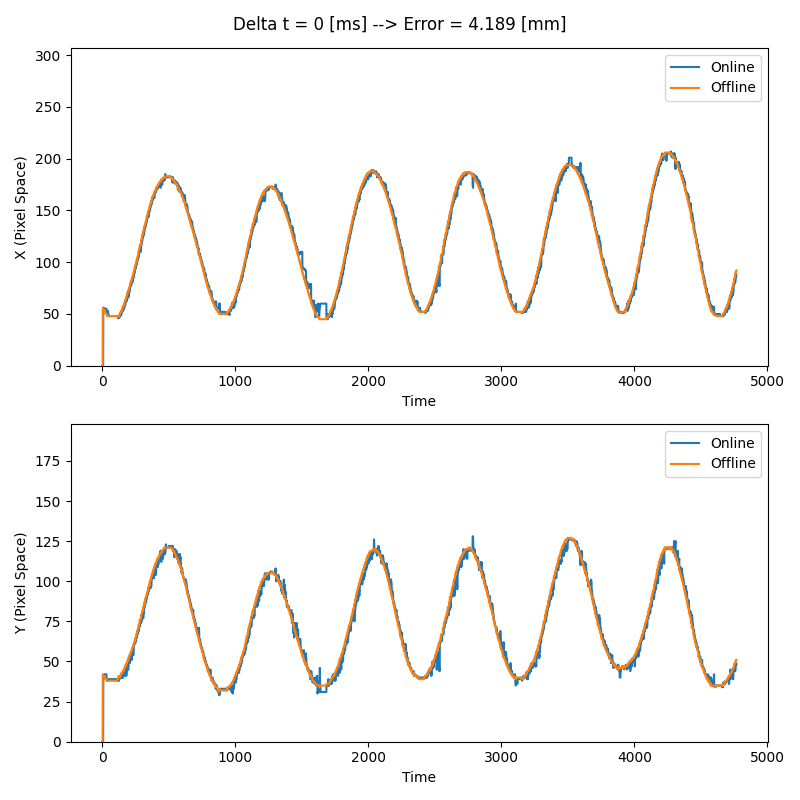 Delta t = 0 [ms] --> Error = 4.189 [mm]
300
250
200
150
100
50
0
X (Pixel Space)
Online
Offline
0 1000 2000 3000 4000 5000
Time
175
150
125
100
75
50
25
0
Y (Pixel Space)
Online
Offline
0 1000 2000 3000 4000 5000
Time